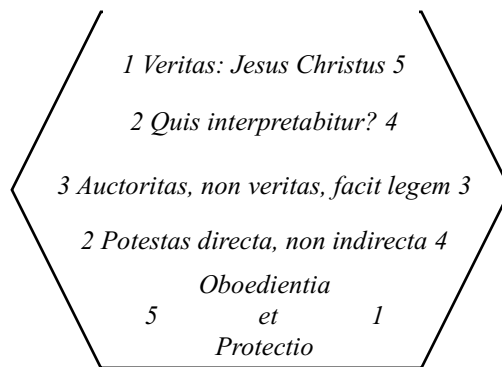 1 Veritas: Jesus Christus 5
2 Quis interpretabitur? 4
3 Auctoritas, non veritas, facit legem 3
2 Potestas directa, non indirecta 4
Oboedientia
5 et 1
Protectio